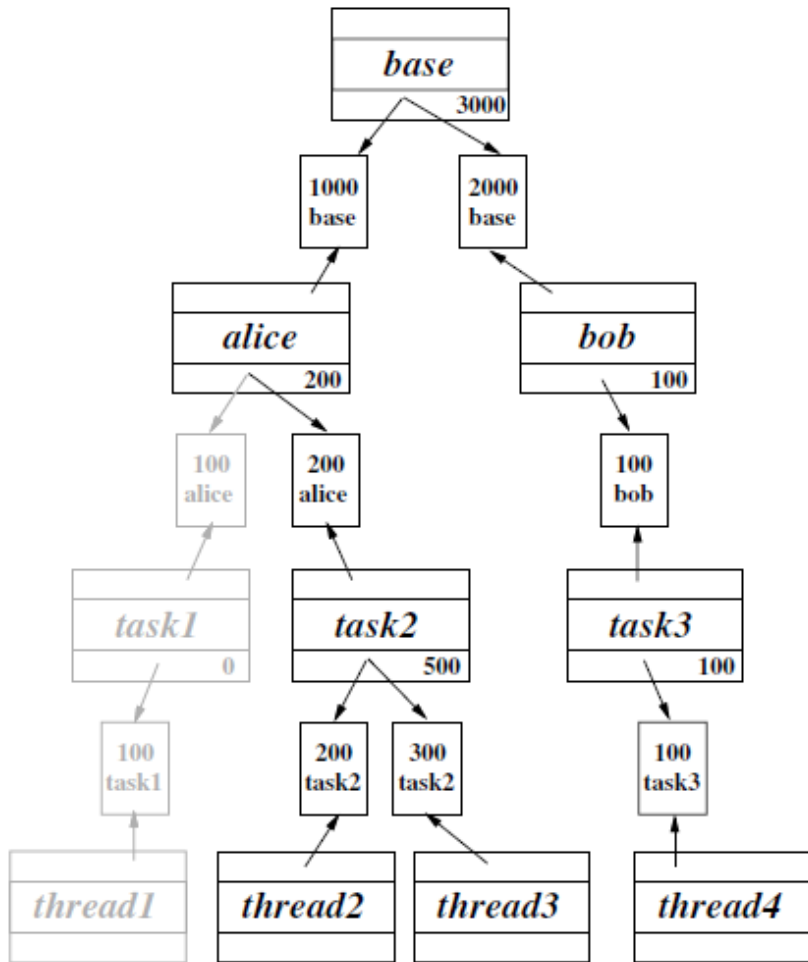 base
3000
1000
base
2000
base
alice
200
bob
100
100
alice
200
alice
100
bob
task1
0
task2
500
task3
100
100
task1
200
task2
300
task2
100
task3
thread1
thread2
thread3
thread4